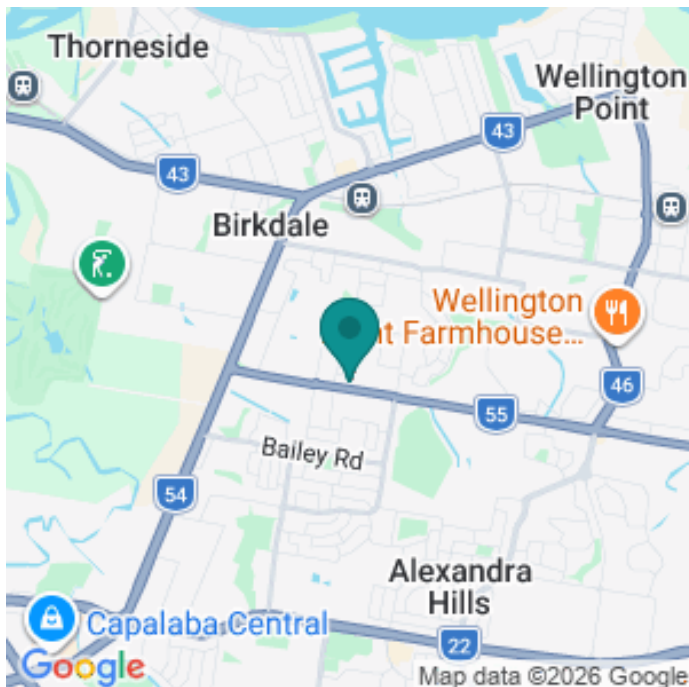 Thorneside
Wellington
Point
43
43
Birkdale
Wellington
nt Farmhouse...
46
55
Bailey Rd
54
Alexandra
Hills
Capalaba Central
22
Google
Map data ©2026 Google